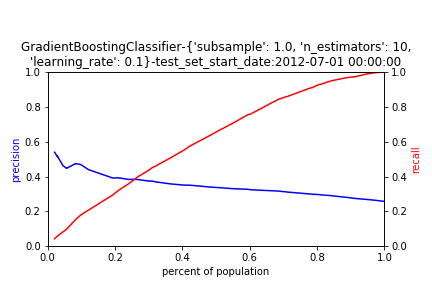 GradientBoostingClassifier-{'subsample': 1.0, 'n_estimators': 10,
'learning_rate': 0.1}-test_set_start_date:2012-07-01 00:00:00
1.0
0.8
0.6
0.4
0.2
0.0
precision
1.0
0.8
0.6
0.4
0.2
0.0
recall
0.0 0.2 0.4 0.6 0.8 1.0
percent of population